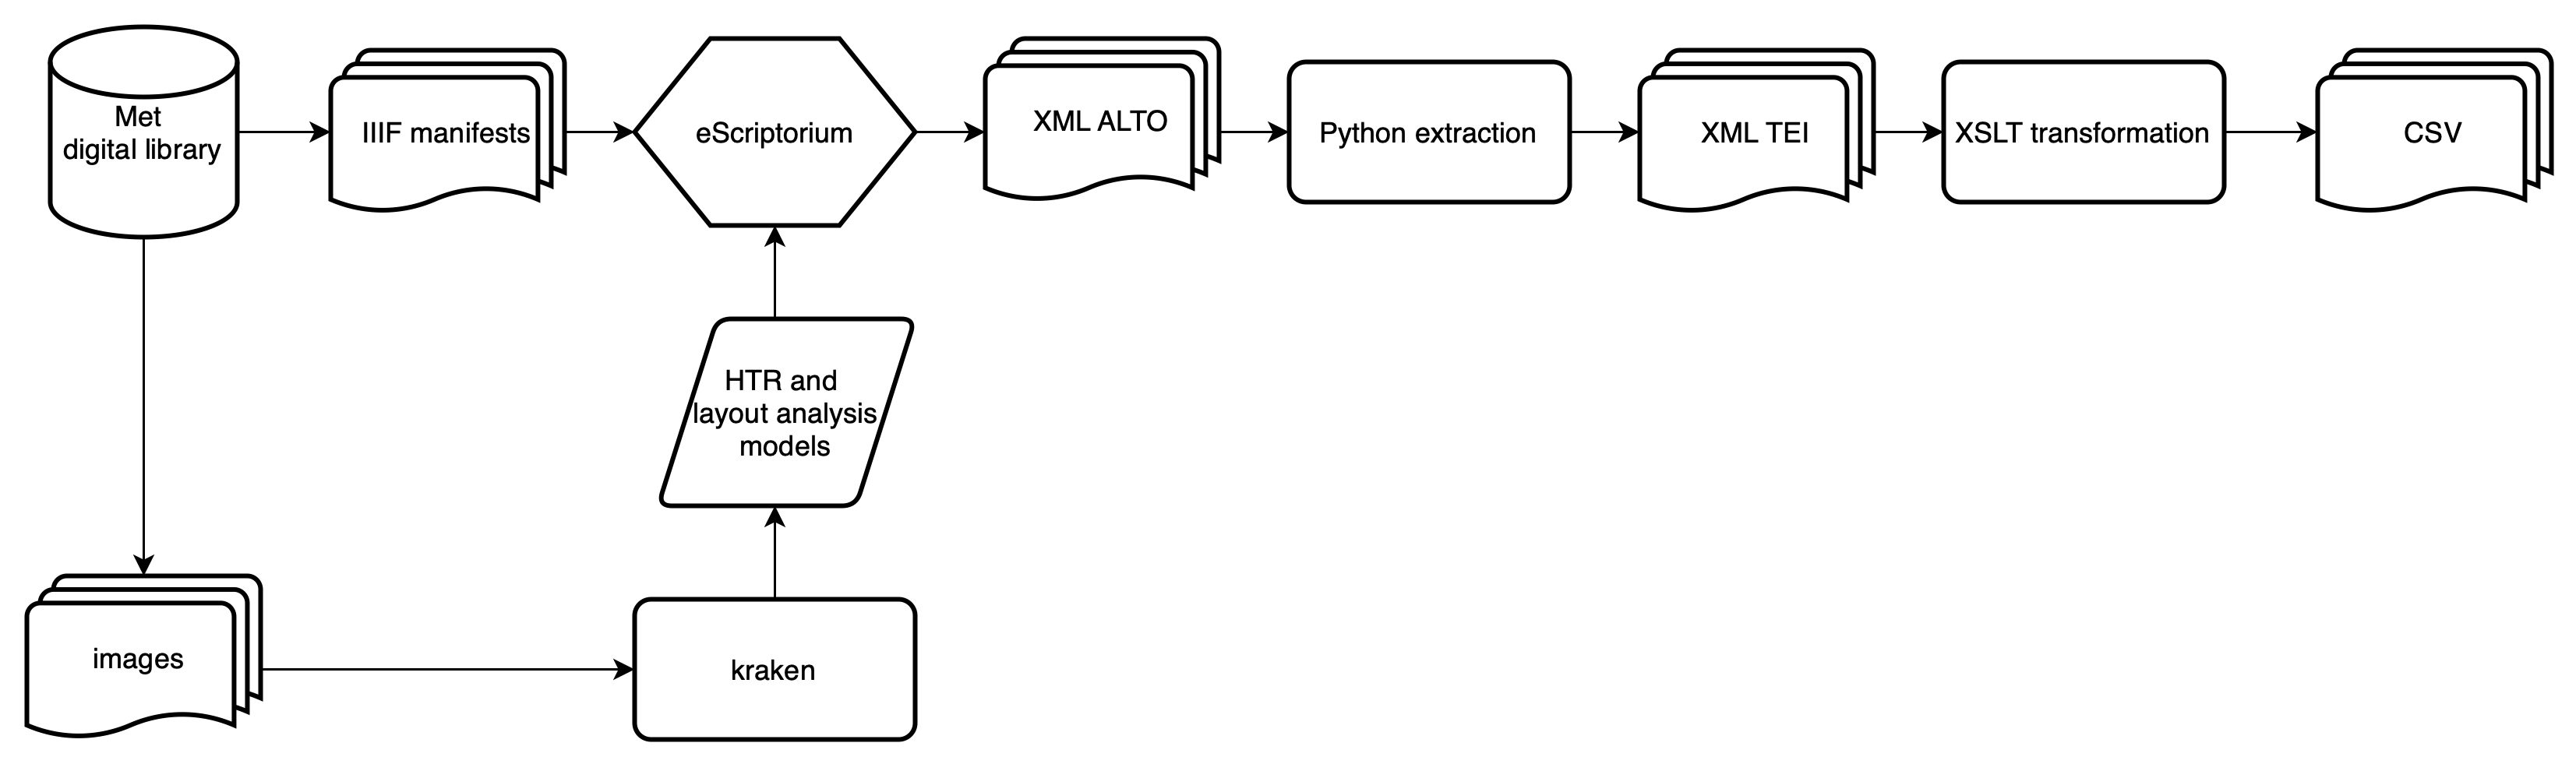 Met
digital library
IIIF manifests
eScriptorium
XML ALTO
Python extraction
XML TEI
XSLT transformation
CSV
HTR and
layout analysis
models
images
kraken